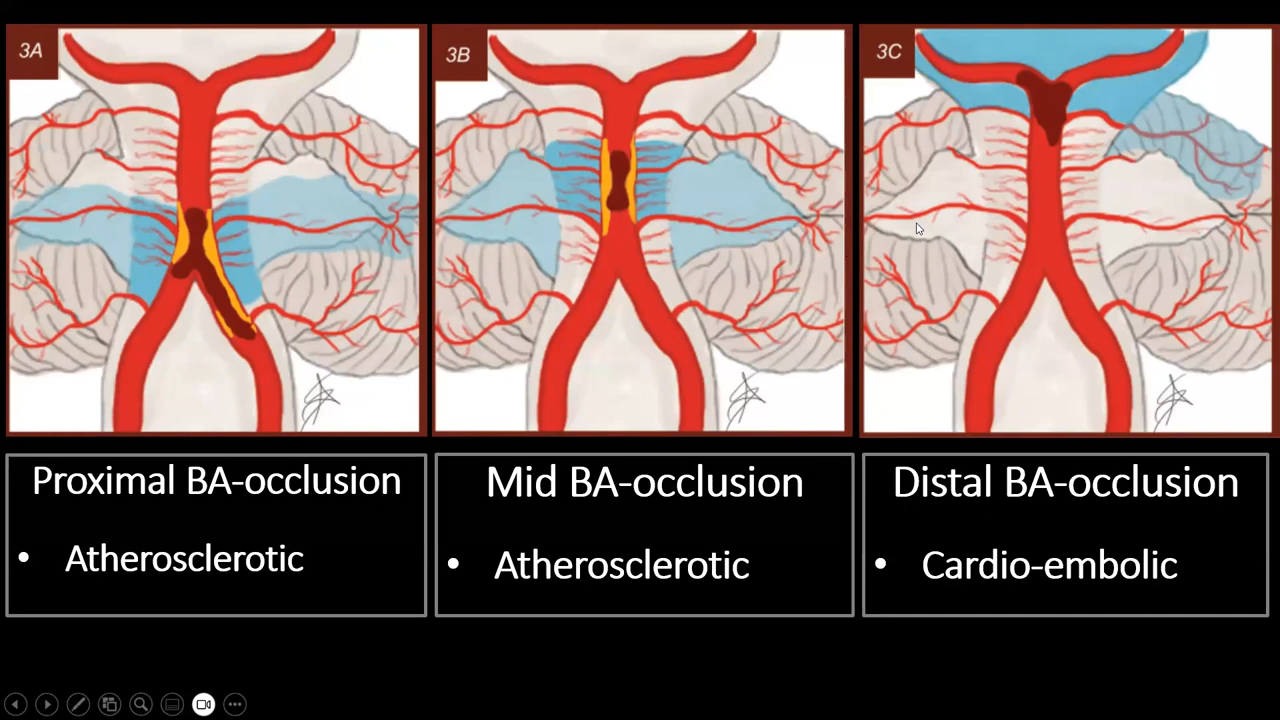 3A
3B
3C
Proximal BA-occlusion
• Atherosclerotic
Mid BA-occlusion
• Atherosclerotic
Distal BA-occlusion
• Cardio-embolic